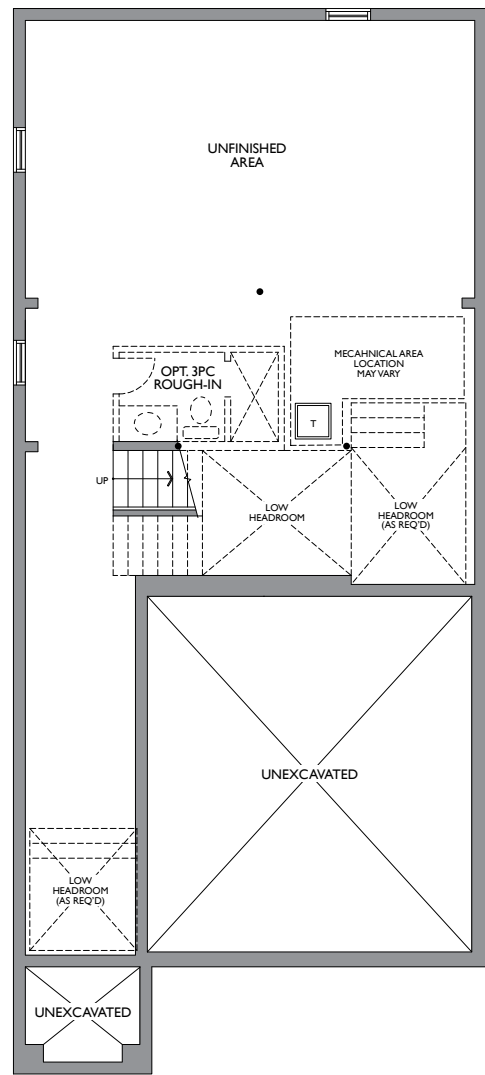 UNFINISHED
AREA
MECAHNICAL AREA
LOCATION
MAY VARY
OPT. 3PC
ROUGH-IN
T
UP
LOW
HEADROOM
LOW
HEADROOM
(AS REQ'D)
UNEXCAVATED
LOW
HEADROOM
(AS REQ'D)
UNEXCAVATED